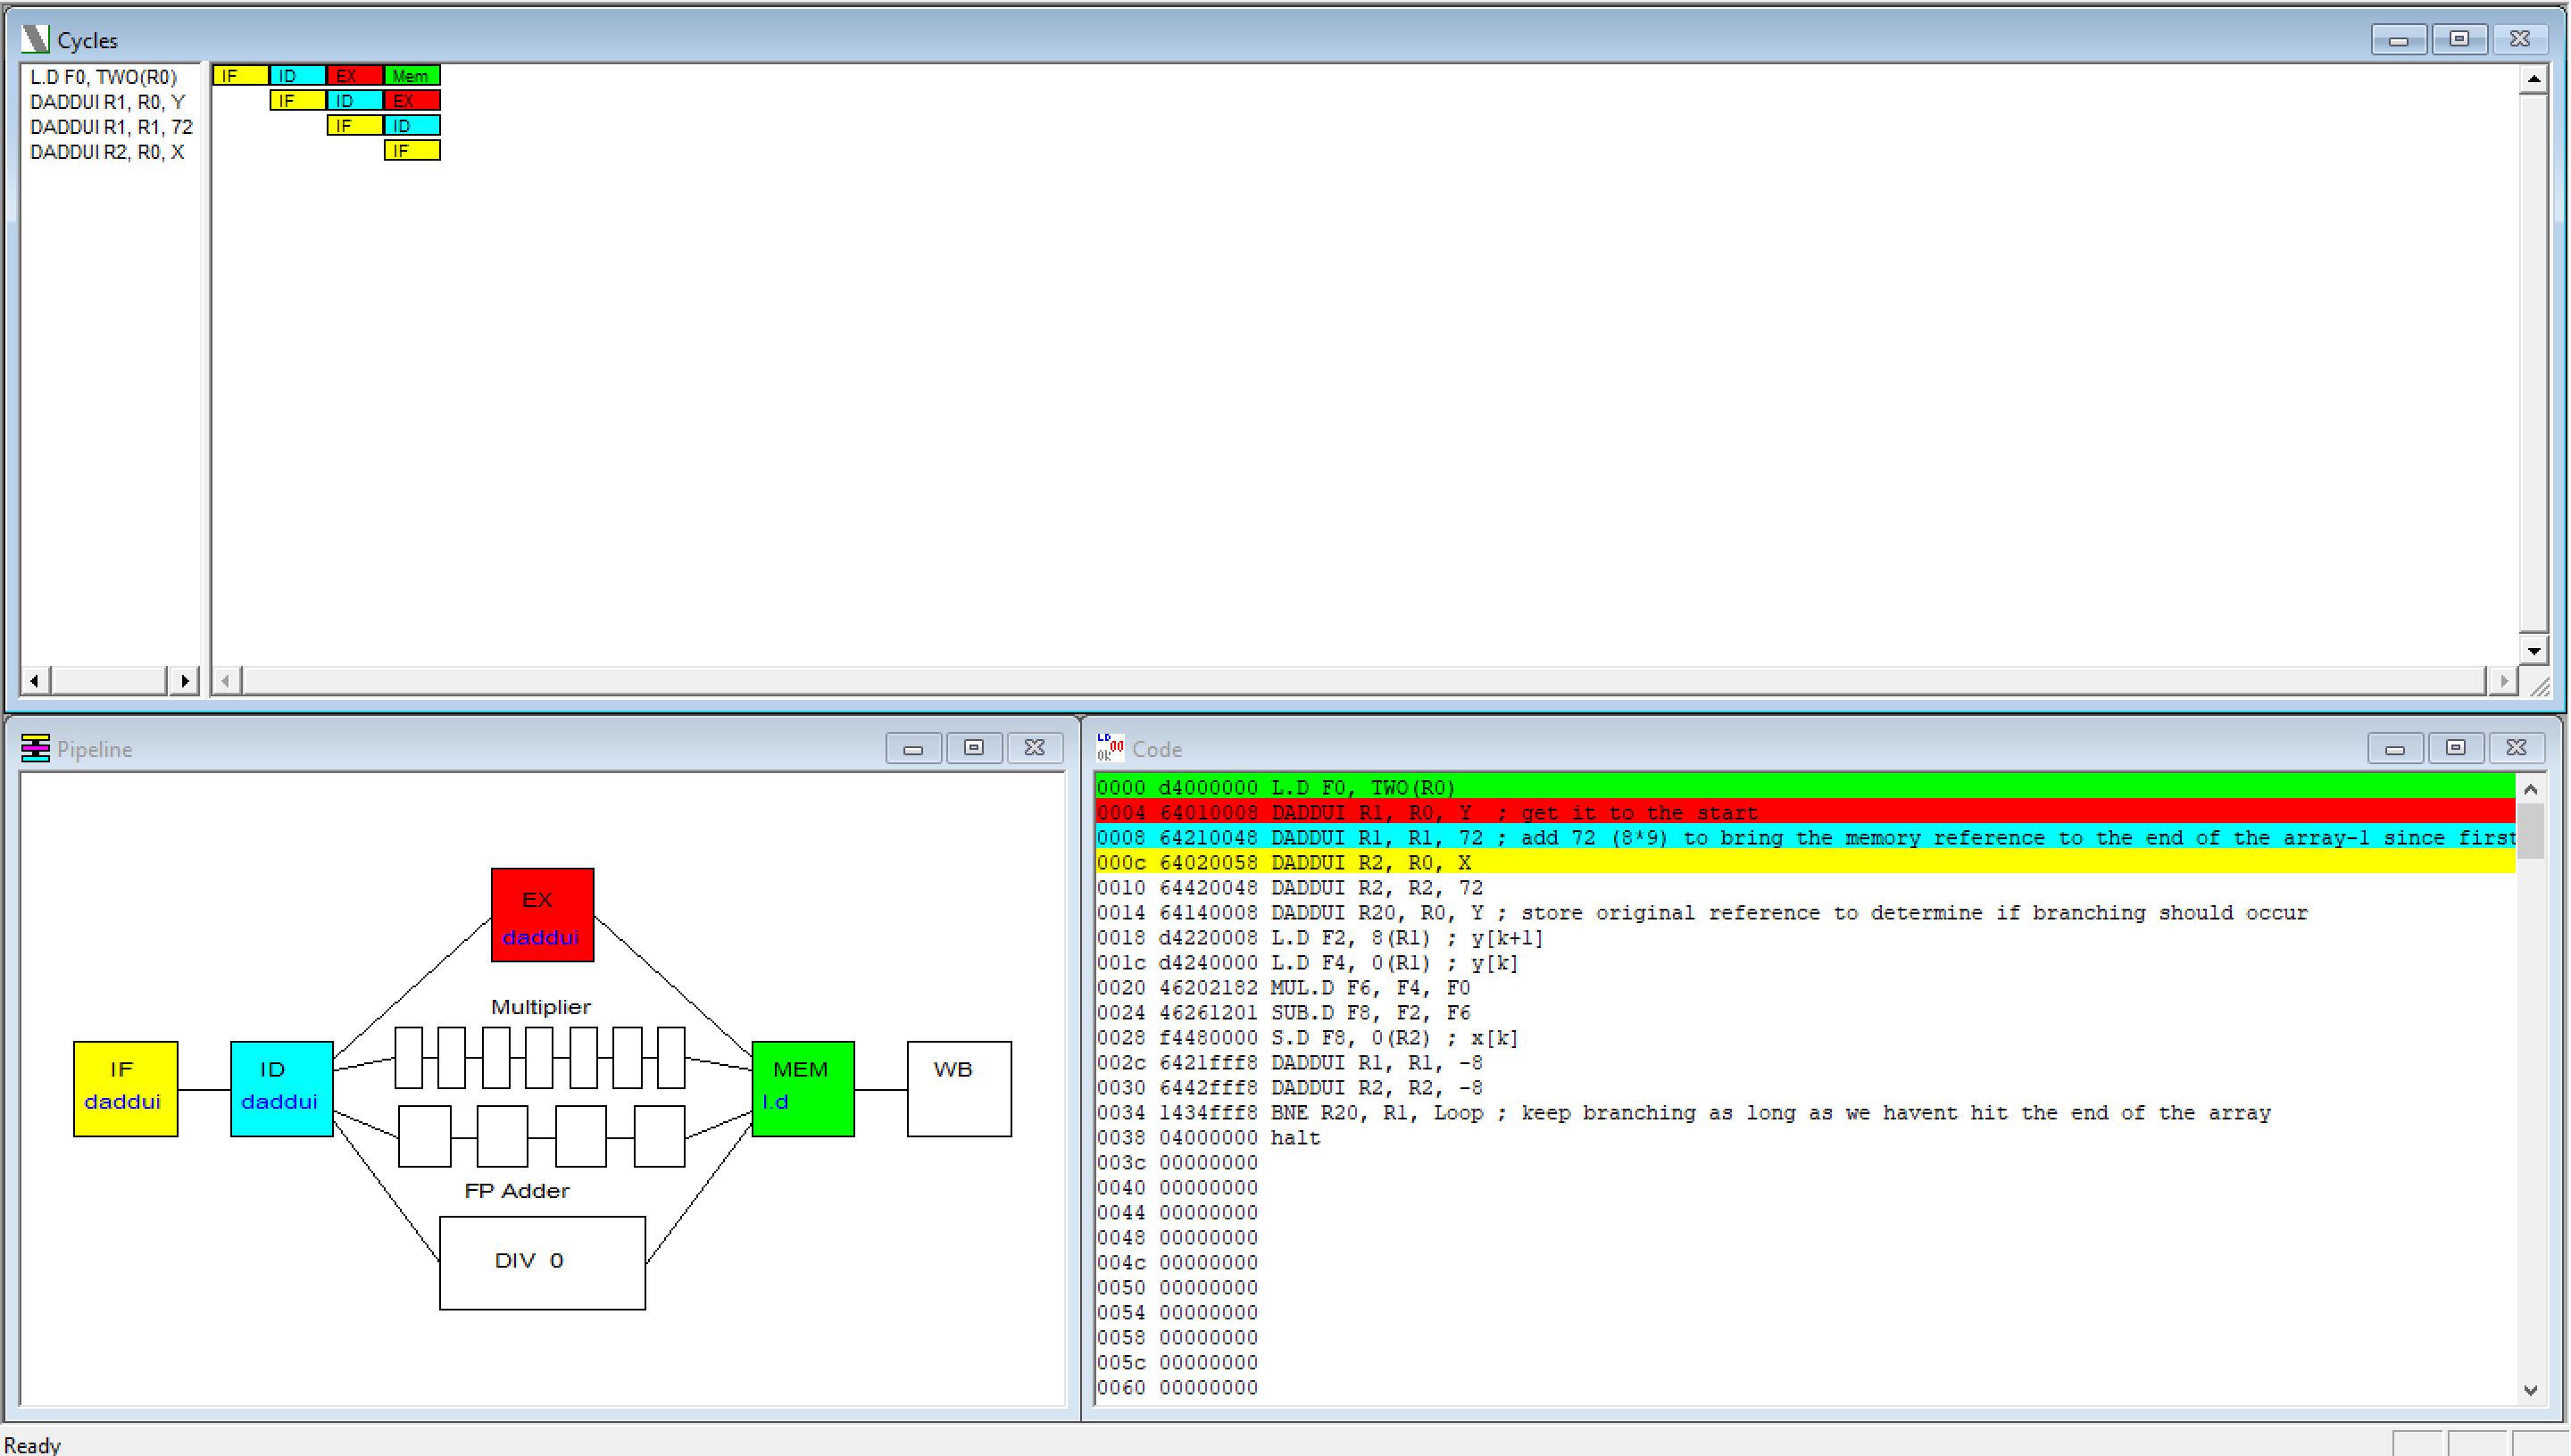 Cycles
L.D F0, TWO(R0)
DADDUI R1, R0, Y
DADDUI R1, R1, 72
DADDUI R2, R0, X
IF ID EX Mem
IF ID EX
IF ID
IF
Pipeline
EX
daddui
Multiplier
IF
daddui
ID
daddui
MEM
l.d
WB
FP Adder
DIV 0
Code
0000 d4000000 L.D F0, TWO(R0)
0004 64010008 DADDUI R1, R0, Y ; get it to the start
0008 64210048 DADDUI R1, R1, 72 ; add 72 (8*9) to bring the memory reference to the end of the array-1 since first
000c 64020058 DADDUI R2, R0, X
0010 64420048 DADDUI R2, R2, 72
0014 64140008 DADDUI R20, R0, Y ; store original reference to determine if branching should occur
0018 d4220008 L.D F2, 8(R1) ; y[k+1]
001c d4240000 L.D F4, 0(R1) ; y[k]
0020 46202182 MUL.D F6, F4, F0
0024 46261201 SUB.D F8, F2, F6
0028 f4480000 S.D F8, 0(R2) ; x[k]
002c 6421fff8 DADDUI R1, R1, -8
0030 6442fff8 DADDUI R2, R2, -8
0034 1434fff8 BNE R20, R1, Loop ; keep branching as long as we havent hit the end of the array
0038 04000000 halt
003c 00000000
0040 00000000
0044 00000000
0048 00000000
004c 00000000
0050 00000000
0054 00000000
0058 00000000
005c 00000000
0060 00000000
Ready